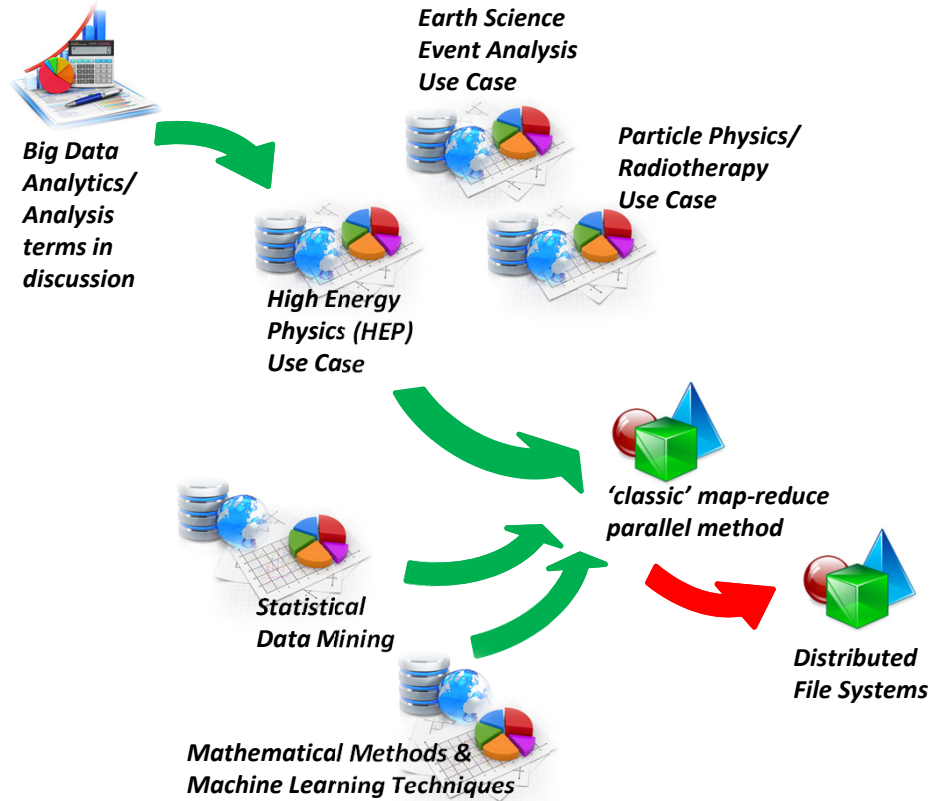 Earth Science
Event Analysis
Use Case
Big Data
Analytics/
Analysis
terms in
discussion
Particle Physics/
Radiotherapy
Use Case
High Energy
Physics (HEP)
Use Case
‘classic’ map-reduce
parallel method
Statistical
Data Mining
Distributed
File Systems
Mathematical Methods &
Machine Learning Techniques